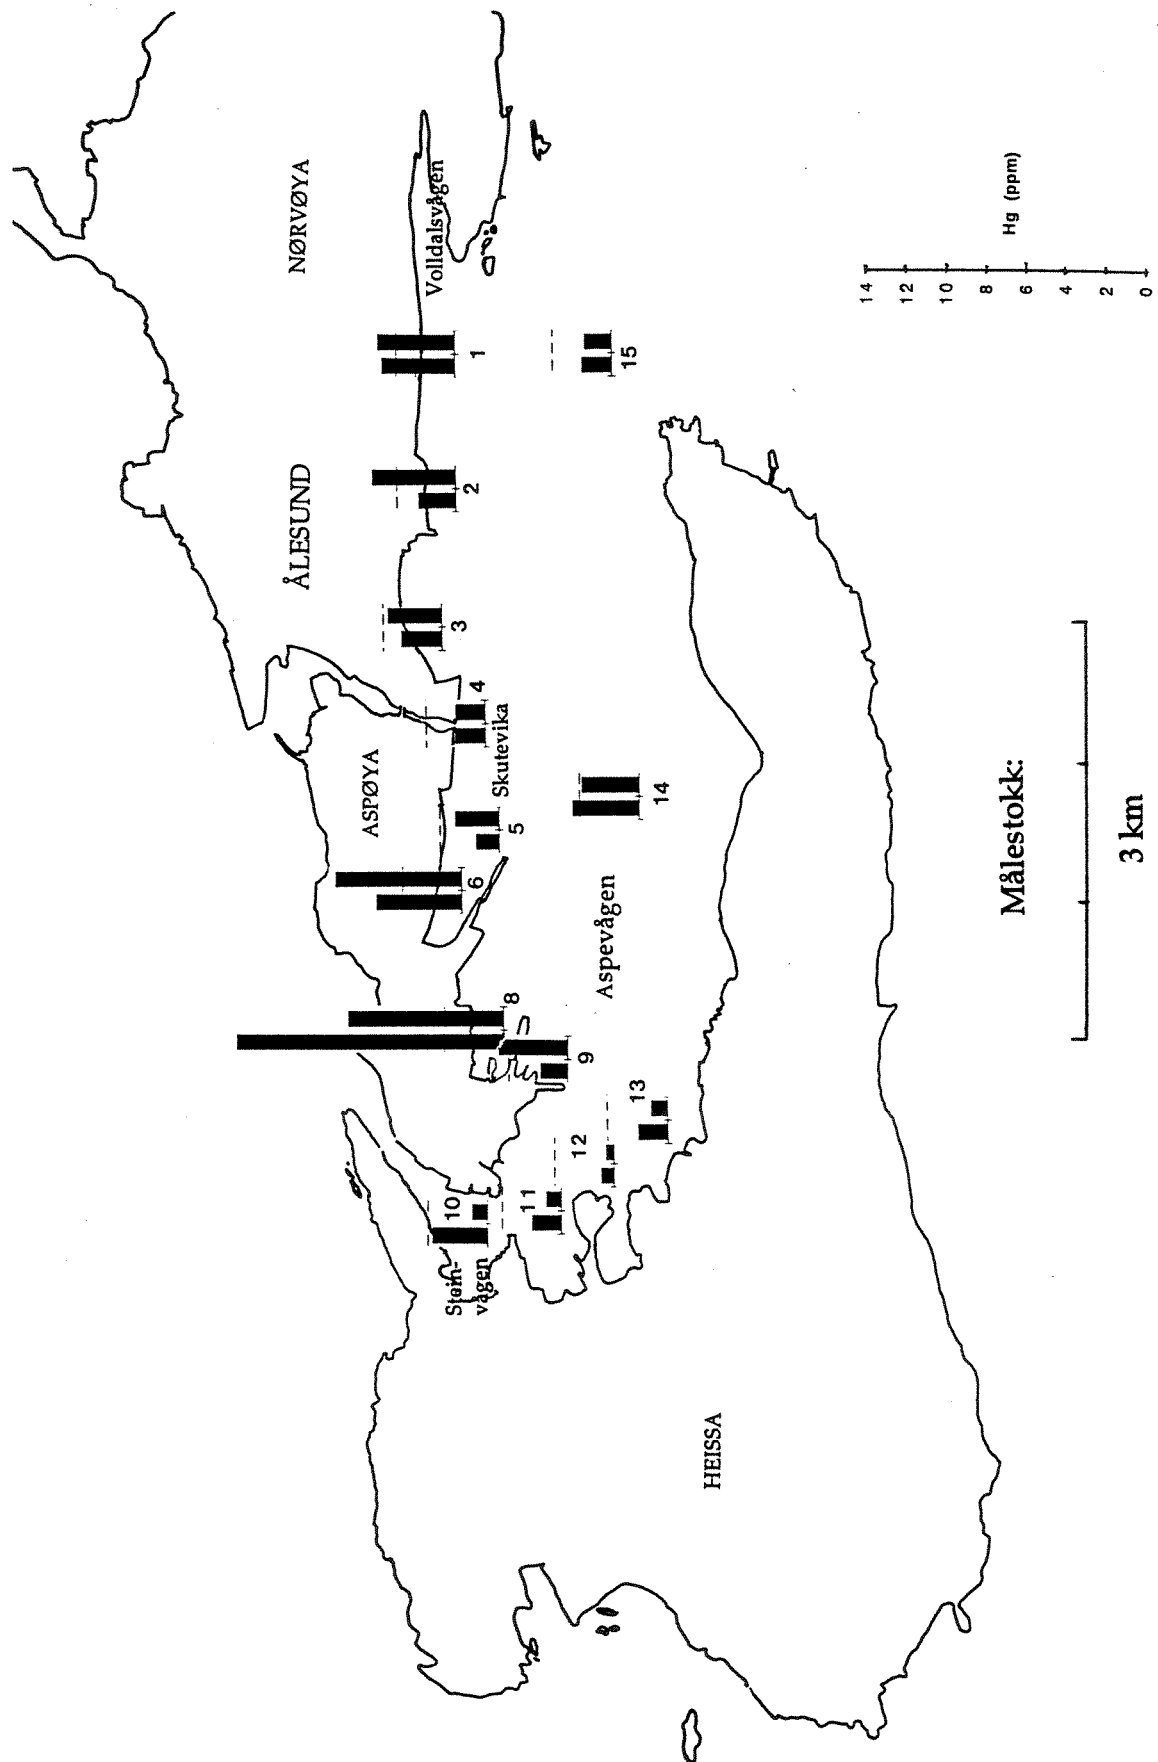 NØRVØYA
Volldalsvågen
ÅLESUND
ASPØYA
Skutevika
Aspevågen
Stein-
vågen
HEISSA
1
2
3
4
5
6
8
9
10
11
12
13
14
15
Hg (ppm)
14
12
10
8
6
4
2
0
Målestokk:
3 km